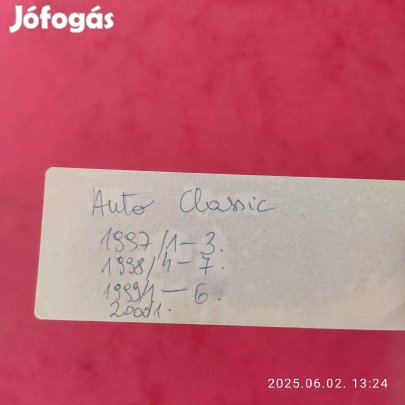 Jófogás
Auto Classic
1997/1-3.
1998/4-7.
1999/1-6.
2000/1.
2025.06.02. 13:24